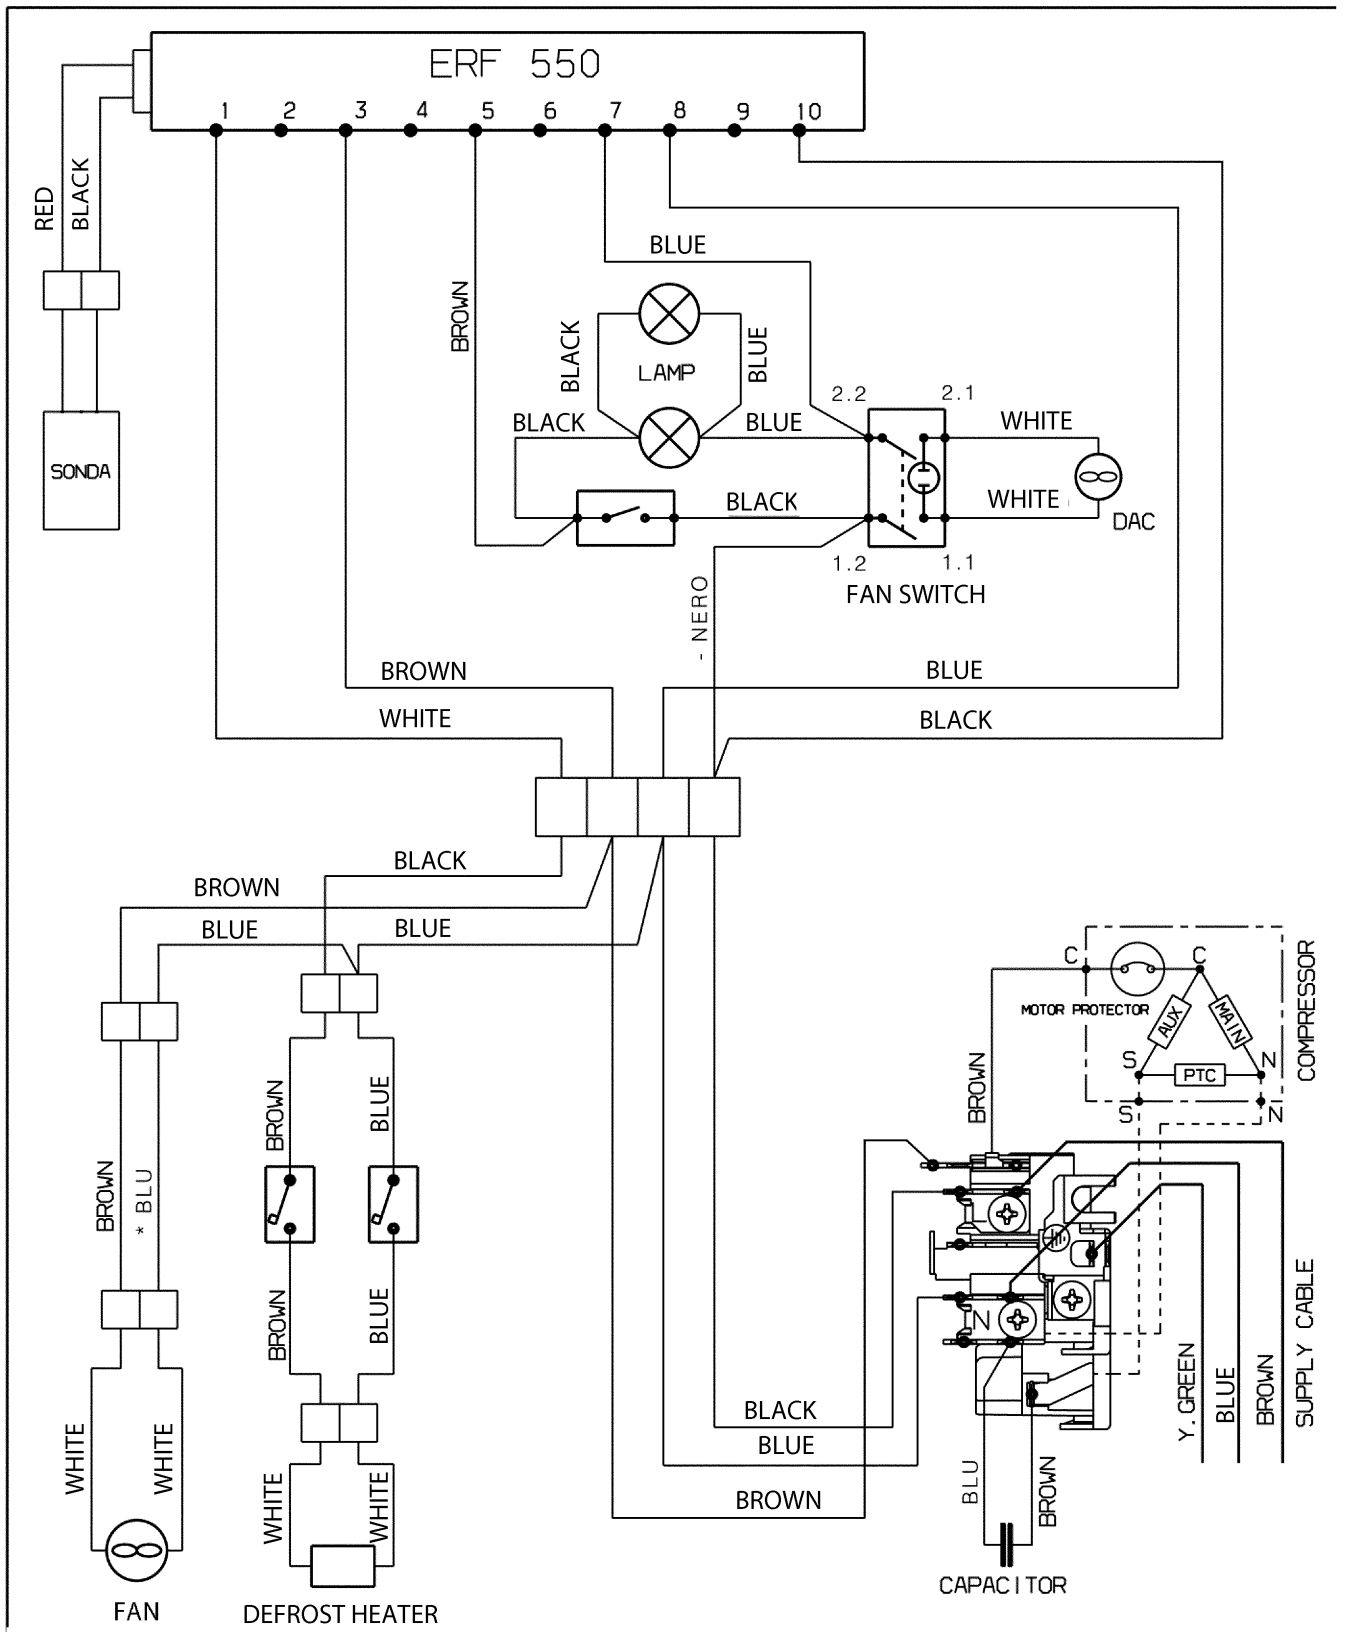 ERF 550
1 2 3 4 5 6 7 8 9 10
RED
BLACK
SONDA
BROWN
BLUE
BLACK
LAMP
BLUE
BLACK
BLUE
BLACK
2.2
2.1
WHITE
WHITE
DAC
1.2
1.1
FAN SWITCH
- NERO
BROWN
WHITE
BLUE
BLACK
BLACK
BROWN
BLUE
BLUE
BROWN
* BLU
BROWN
BLUE
BROWN
BLUE
WHITE
WHITE
WHITE
WHITE
FAN
DEFROST HEATER
C
C
MOTOR PROTECTOR
AUX
MAIN
S
PTC
N
S
N
COMPRESSOR
BROWN
N
BLACK
BLUE
BROWN
BLU
BROWN
CAPACITOR
Y.GREEN
BLUE
BROWN
SUPPLY CABLE